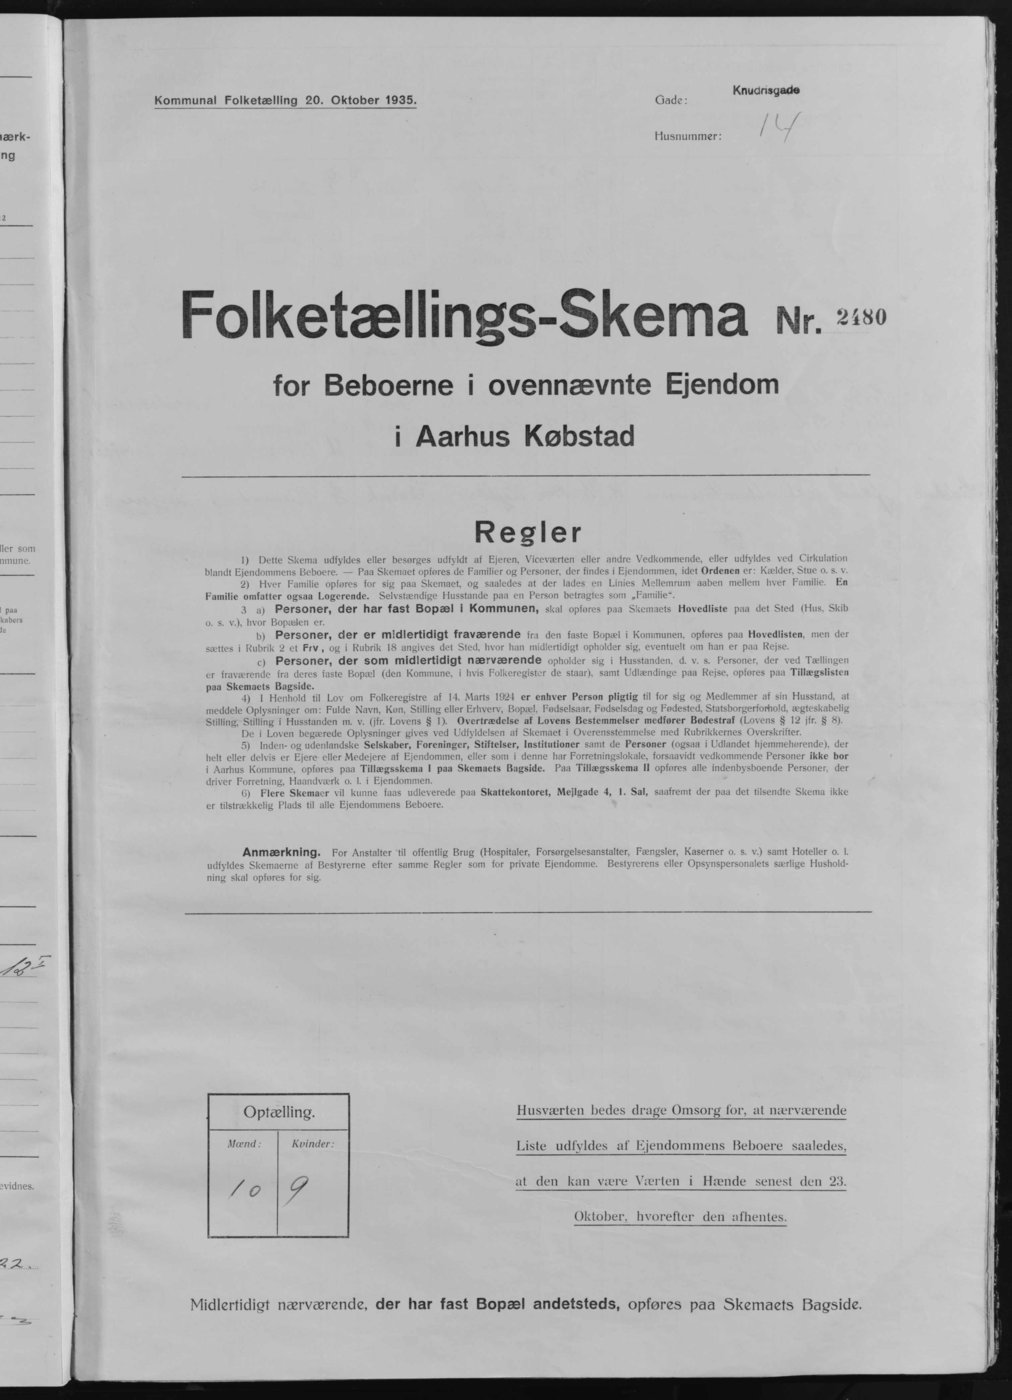 Kommunal Folketælling 20. Oktober 1935.
Gade: Knudrisgade
Husnummer: 14
Folketællings-Skema Nr. 2480
for Beboerne i ovennævnte Ejendom
i Aarhus Købstad
Regler
1) Dette Skema udfyldes eller besørges udfyldt af Ejeren, Viceværten eller andre Vedkommende, eller udfyldes ved Cirkulation
blandt Ejendommens Beboere. — Paa Skemaet opføres de Familier og Personer, der findes i Ejendommen, idet Ordenen er: Kælder, Stue o. s. v.
2) Hver Familie opføres for sig paa Skemaet, og saaledes at der lades en Linies Mellemrum aaben mellem hver Familie. En
Familie omfatter ogsaa Logerende. Selvstændige Husstande paa en Person betragtes som „Familie“.
3 a) Personer, der har fast Bopæl i Kommunen, skal opføres paa Skemaets Hovedliste paa det Sted (Hus, Skib
o. s. v.), hvor Bopælen er.
b) Personer, der er midlertidigt fraværende fra den faste Bopæl i Kommunen, opføres paa Hovedlisten, men der
sættes i Rubrik 2 et Frv, og i Rubrik 18 angives det Sted, hvor han midlertidigt opholder sig, eventuelt om han er paa Rejse.
c) Personer, der som midlertidigt nærværende opholder sig i Husstanden, d. v. s. Personer, der ved Tællingen
er fraværende fra deres faste Bopæl (den Kommune, i hvis Folkeregister de staar), samt Udlændinge paa Rejse, opføres paa Tillægslisten
paa Skemaets Bagside.
4) I Henhold til Lov om Folkeregistre af 14. Marts 1924 er enhver Person pligtig til for sig og Medlemmer af sin Husstand, at
meddele Oplysninger om: Fulde Navn, Køn, Stilling eller Erhverv, Bopæl, Fødselsaar, Fødselsdag og Fødested, Statsborgerforhold, ægteskabelig
Stilling, Stilling i Husstanden m. v. (jfr. Lovens § 1). Overtrædelse af Lovens Bestemmelser medfører Bødestraf (Lovens § 12 jfr. § 8).
De i Loven begærede Oplysninger gives ved Udfyldelsen af Skemaet i Overensstemmelse med Rubrikkernes Overskrifter.
5) Inden- og udenlandske Selskaber, Foreninger, Stiftelser, Institutioner samt de Personer (ogsaa i Udlandet hjemmehørende), der
helt eller delvis er Ejere eller Medejere af Ejendommen, eller som i denne har Forretningslokale, forsaavidt vedkommende Personer ikke bor
i Aarhus Kommune, opføres paa Tillægsskema I paa Skemaets Bagside. Paa Tillægsskema II opføres alle indenbysboende Personer, der
driver Forretning, Haandværk o. l. i Ejendommen.
6) Flere Skemaer vil kunne faas udleverede paa Skattekontoret, Mejlgade 4, 1. Sal, saafremt der paa det tilsendte Skema ikke
er tilstrækkelig Plads til alle Ejendommens Beboere.
Anmærkning. For Anstalter til offentlig Brug (Hospitaler, Forsørgelsesanstalter, Fængsler, Kaserner o. s. v.) samt Hoteller o. l.
udfyldes Skemaerne af Bestyrerne efter samme Regler som for private Ejendomme. Bestyrerens eller Opsynspersonalets særlige Hushold-
ning skal opføres for sig.
Optælling.
Mænd: Kvinder:
10 9
Husværten bedes drage Omsorg for, at nærværende
Liste udfyldes af Ejendommens Beboere saaledes,
at den kan være Værten i Hænde senest den 23.
Oktober, hvorefter den afhentes.
Midlertidigt nærværende, der har fast Bopæl andetsteds, opføres paa Skemaets Bagside.